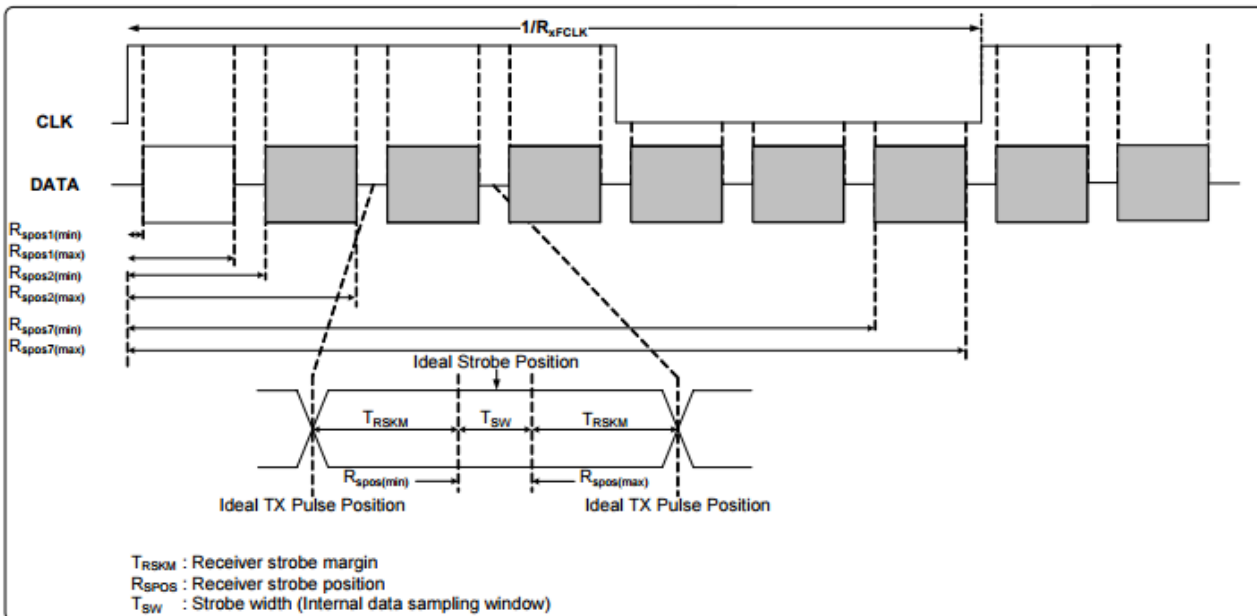 1/RxFCLK
CLK
DATA
Rspos1(min)
Rspos1(max)
Rspos2(min)
Rspos2(max)
Rspos7(min)
Rspos7(max)
Ideal Strobe Position
TRSKM TSW TRSKM
Rspos(min) Rspos(max)
Ideal TX Pulse Position Ideal TX Pulse Position
TRSKM : Receiver strobe margin
RSPOS : Receiver strobe position
TSW : Strobe width (Internal data sampling window)